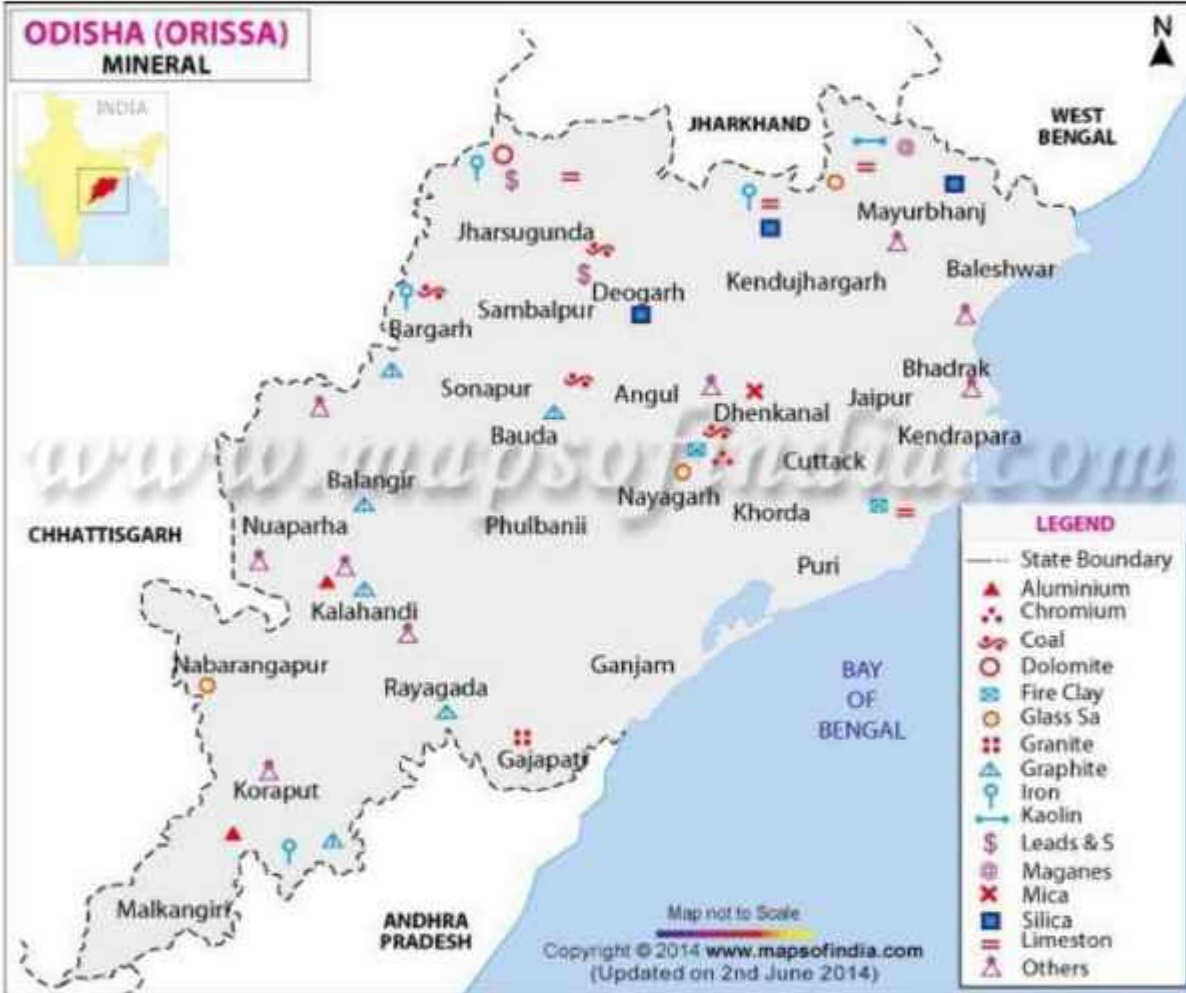 ODISHA (ORISSA)
MINERAL
N
INDIA
JHARKHAND
WEST
BENGAL
Mayurbhanj
Jharsugunda
Baleshwar
Kendujhargarh
Deogarh
Sambalpur
Bargarh
Bhadrak
Sonapur
Angul
Jaipur
Dhenkanal
Bauda
Kendrapara
www.mapsofindia.com
Cuttack
Balangir
Nayagarh
Khorda
Nuaparha
Phulbanii
CHHATTISGARH
Puri
Kalahandi
Nabarangapur
Ganjam
Rayagada
BAY
OF
BENGAL
Gajapati
Koraput
Malkangiri
ANDHRA
PRADESH
LEGEND
State Boundary
Aluminium
Chromium
Coal
Dolomite
Fire Clay
Glass Sa
Granite
Graphite
Iron
Kaolin
Leads & S
Maganes
Mica
Silica
Limeston
Others
Map not to Scale
Copyright © 2014 www.mapsofindia.com
(Updated on 2nd June 2014)